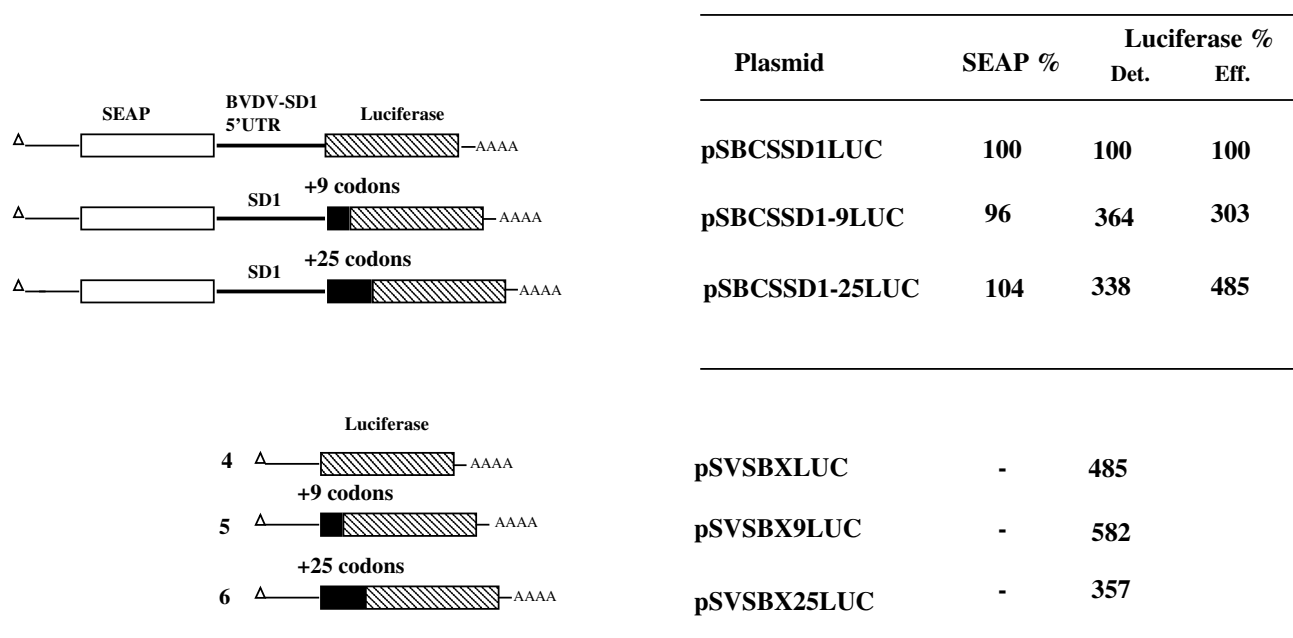 SEAP
BVDV-SD1
5’UTR
Luciferase
AAAA
+9 codons
SD1
AAAA
+25 codons
SD1
AAAA
Luciferase
4 AAAA
+9 codons
5 AAAA
+25 codons
6 AAAA
Plasmid SEAP % Luciferase %
Det. Eff.
pSBCSSD1LUC 100 100 100
pSBCSSD1-9LUC 96 364 303
pSBCSSD1-25LUC 104 338 485
pSVSBXLUC - 485
pSVSBX9LUC - 582
pSVSBX25LUC - 357